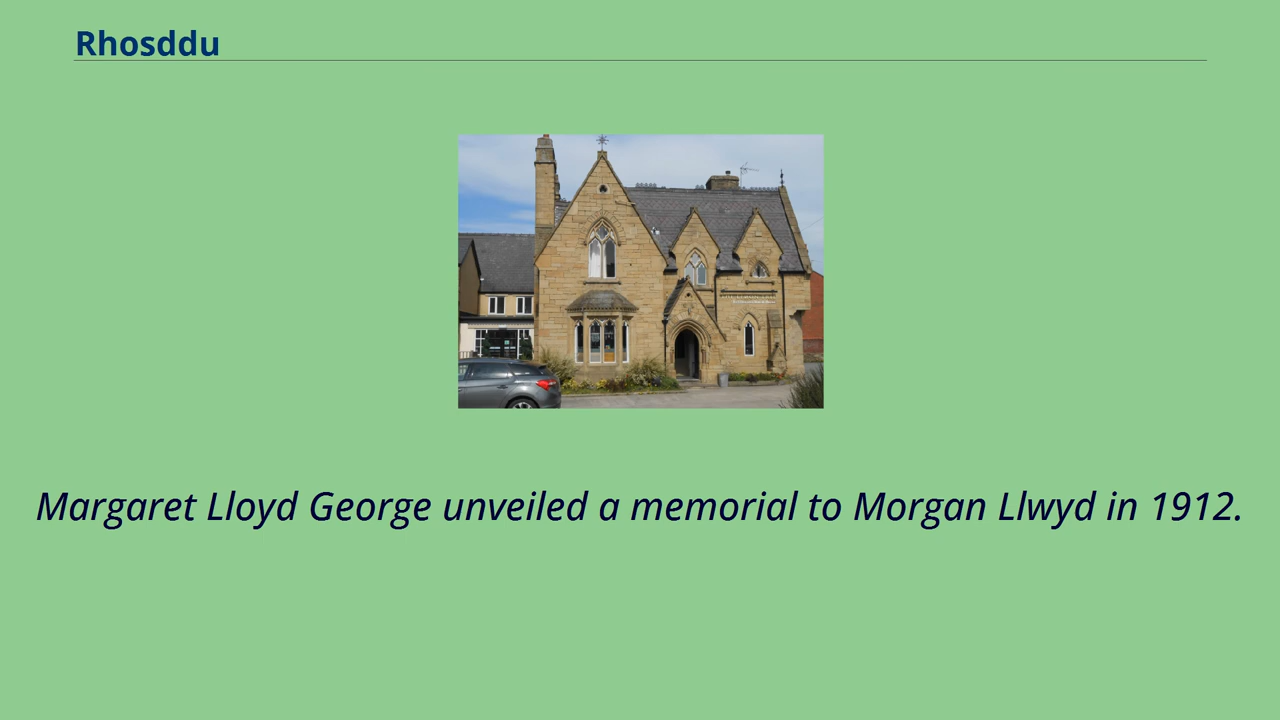 Rhosddu
Margaret Lloyd George unveiled a memorial to Morgan Llwyd in 1912.